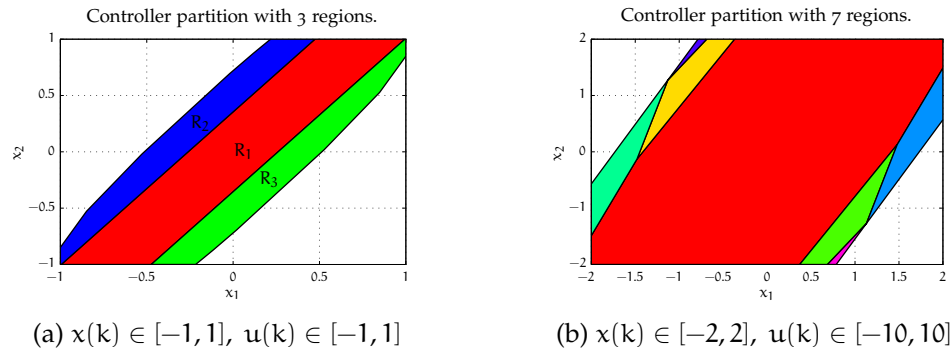 Controller partition with 3 regions.
1
0.5
0
−0.5
−1
x₂
R₂
R₁
R₃
−1
−0.5
0
0.5
1
x₁
(a) x(k) ∈ [−1, 1], u(k) ∈ [−1, 1]
Controller partition with 7 regions.
2
1
0
−1
−2
x₂
−2
−1.5
−1
0
0.5
1
1.5
2
x₁
(b) x(k) ∈ [−2, 2], u(k) ∈ [−10, 10]